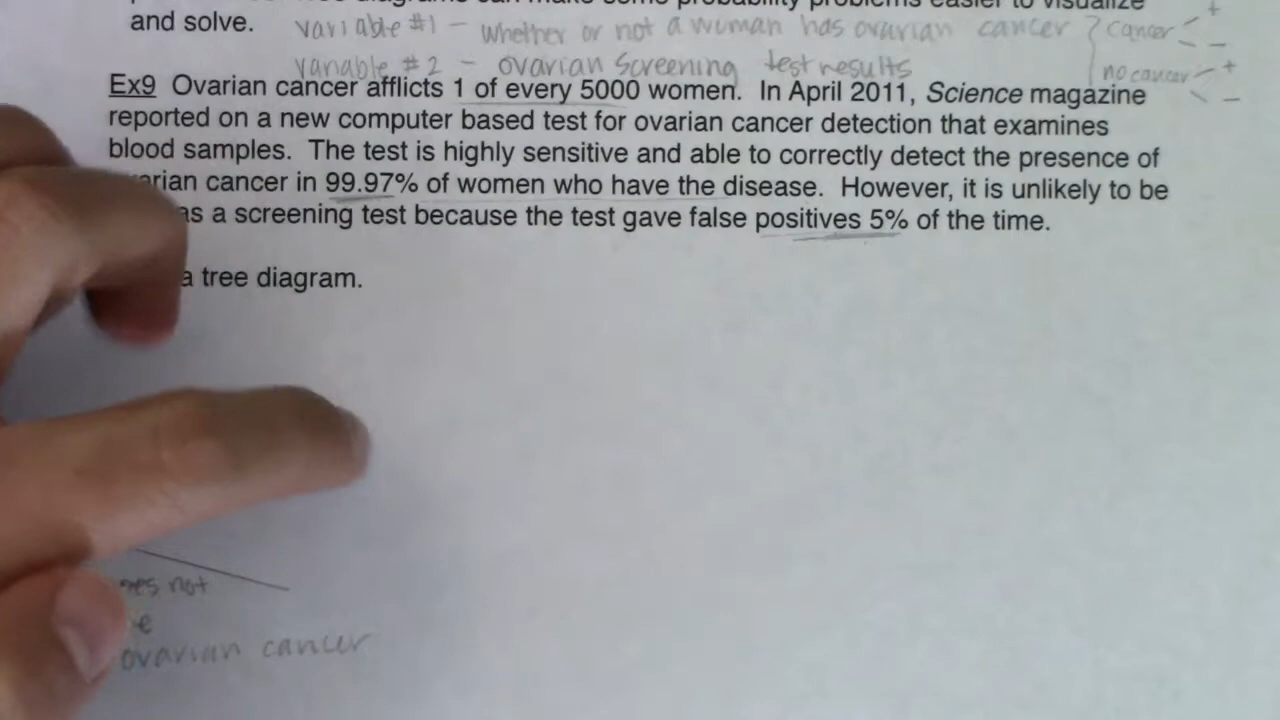 and solve. variable #1 - whether or not a woman has ovarian cancer cancer + -
variable #2 - ovarian Screening test results no cancer + -
Ex9 Ovarian cancer afflicts 1 of every 5000 women. In April 2011, Science magazine
reported on a new computer based test for ovarian cancer detection that examines
blood samples. The test is highly sensitive and able to correctly detect the presence of
arian cancer in 99.97% of women who have the disease. However, it is unlikely to be
as a screening test because the test gave false positives 5% of the time.
a tree diagram.
oes not
e
ovarian cancer